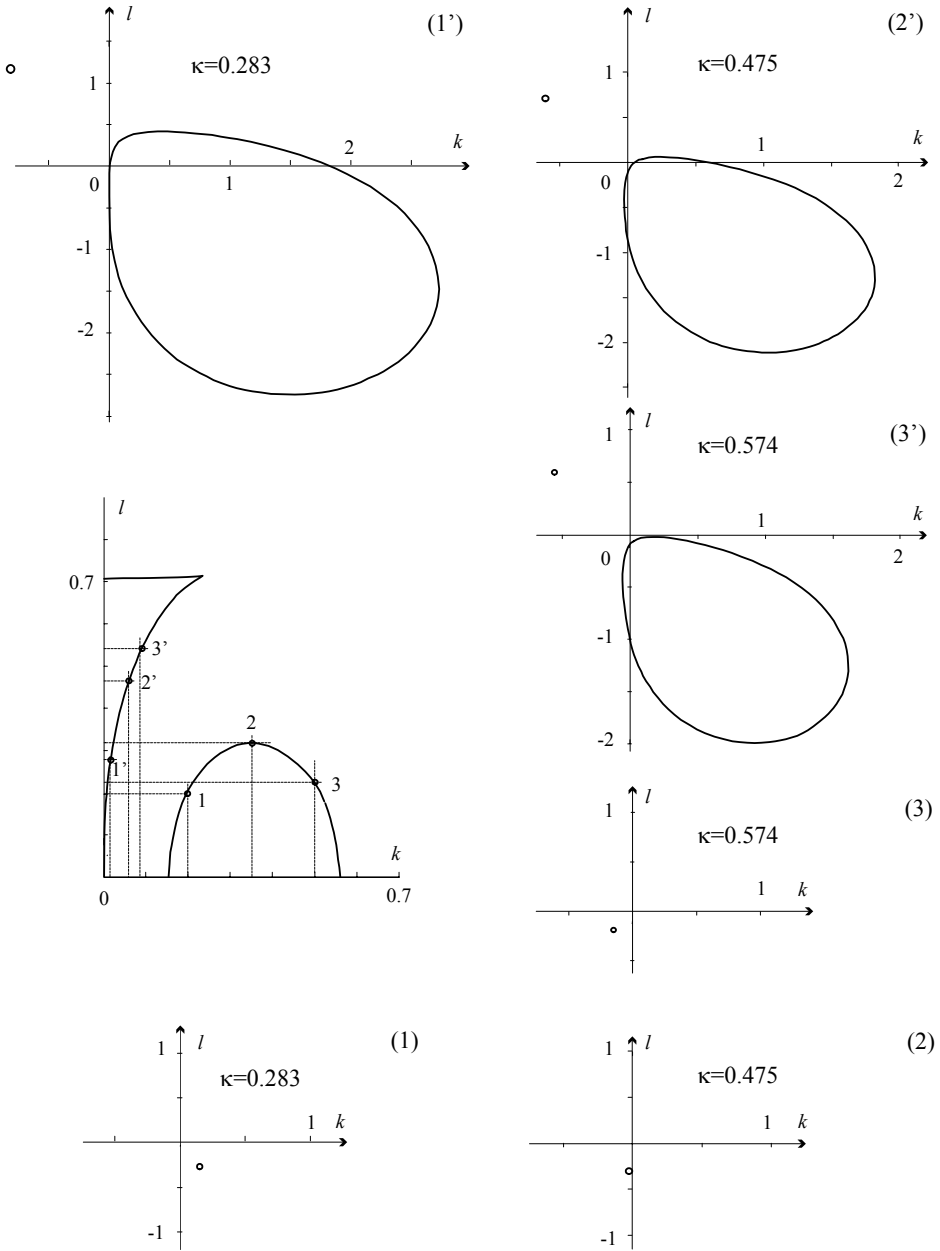 l (1')
κ=0.283
1
k
0 1 2
-1
-2
l (2')
κ=0.475
1
k
0 1 2
-1
-2
l (3')
κ=0.574
1
k
0 1 2
-1
-2
l
0.7
3'
2'
1'
2
1 3
k
0 0.7
l (3)
κ=0.574
1
1 k
l (1)
κ=0.283
1
1 k
-1
l (2)
κ=0.475
1
1 k
-1